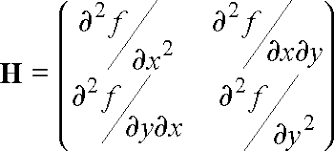 H = ( ∂²f/∂x² ∂²f/∂x∂y
∂²f/∂y∂x ∂²f/∂y² )